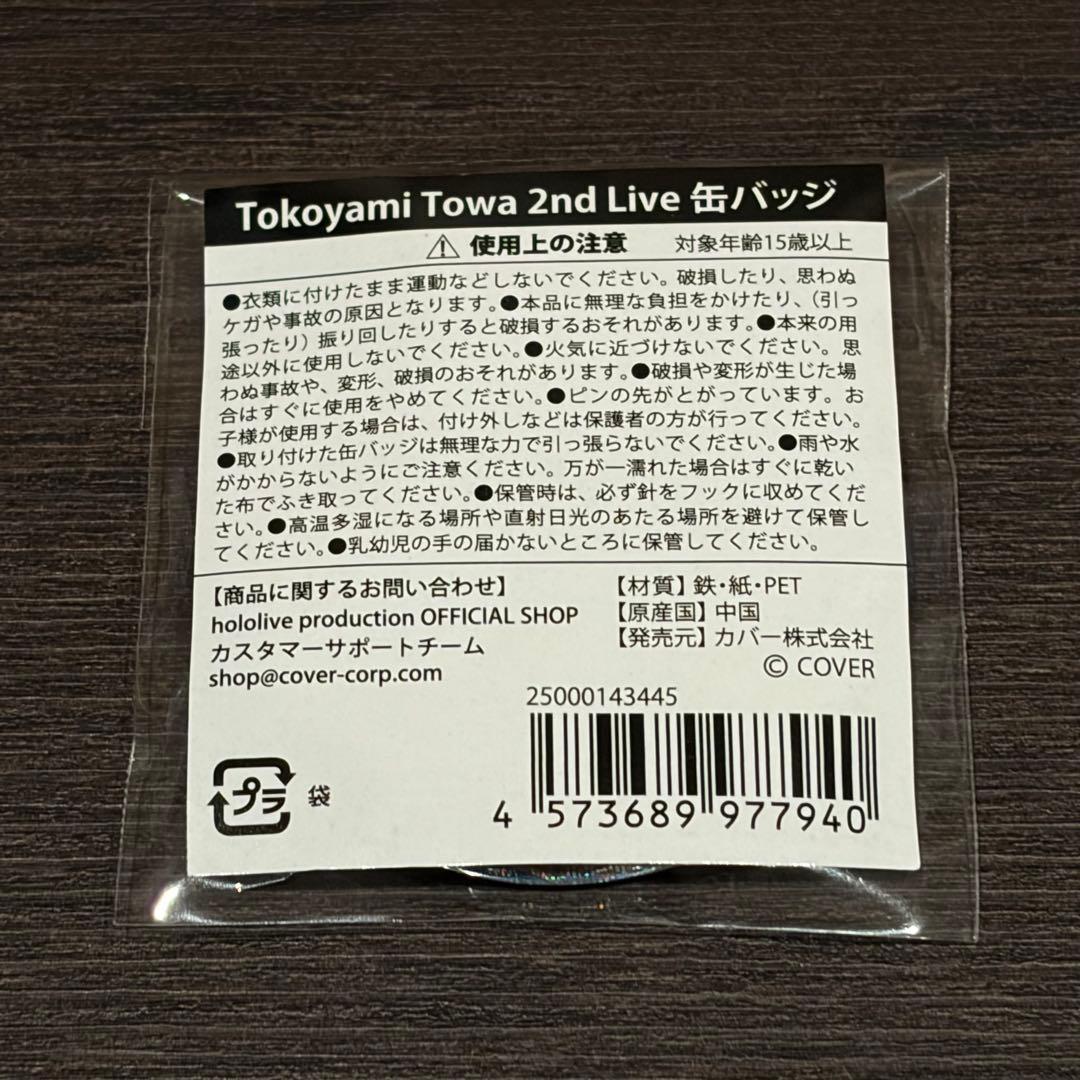 Tokoyami Towa 2nd Live 缶バッジ
⚠ 使用上の注意 対象年齢15歳以上
●衣類に付けたまま運動などしないでください。破損したり、思わぬ
ケガや事故の原因となります。●本品に無理な負担をかけたり、（引っ
張ったり）振り回したりすると破損するおそれがあります。●本来の用
途以外に使用しないでください。●火気に近づけないでください。思
わぬ事故や、変形、破損のおそれがあります。●破損や変形が生じた場
合はすぐに使用をやめてください。●ピンの先がとがっています。お
子様が使用する場合は、付け外しなどは保護者の方が行ってください。
●取り付けた缶バッジは無理な力で引っ張らないでください。●雨や水
がかからないようにご注意ください。万が一濡れた場合はすぐに乾い
た布でふき取ってください。●保管時は、必ず針をフックに収めてくだ
さい。●高温多湿になる場所や直射日光のあたる場所を避けて保管し
てください。●乳幼児の手の届かないところに保管してください。
【商品に関するお問い合わせ】
hololive production OFFICIAL SHOP
カスタマーサポートチーム
shop@cover-corp.com
【材質】鉄・紙・PET
【原産国】中国
【発売元】カバー株式会社
© COVER
25000143445
4 573689 977940
プラ 袋